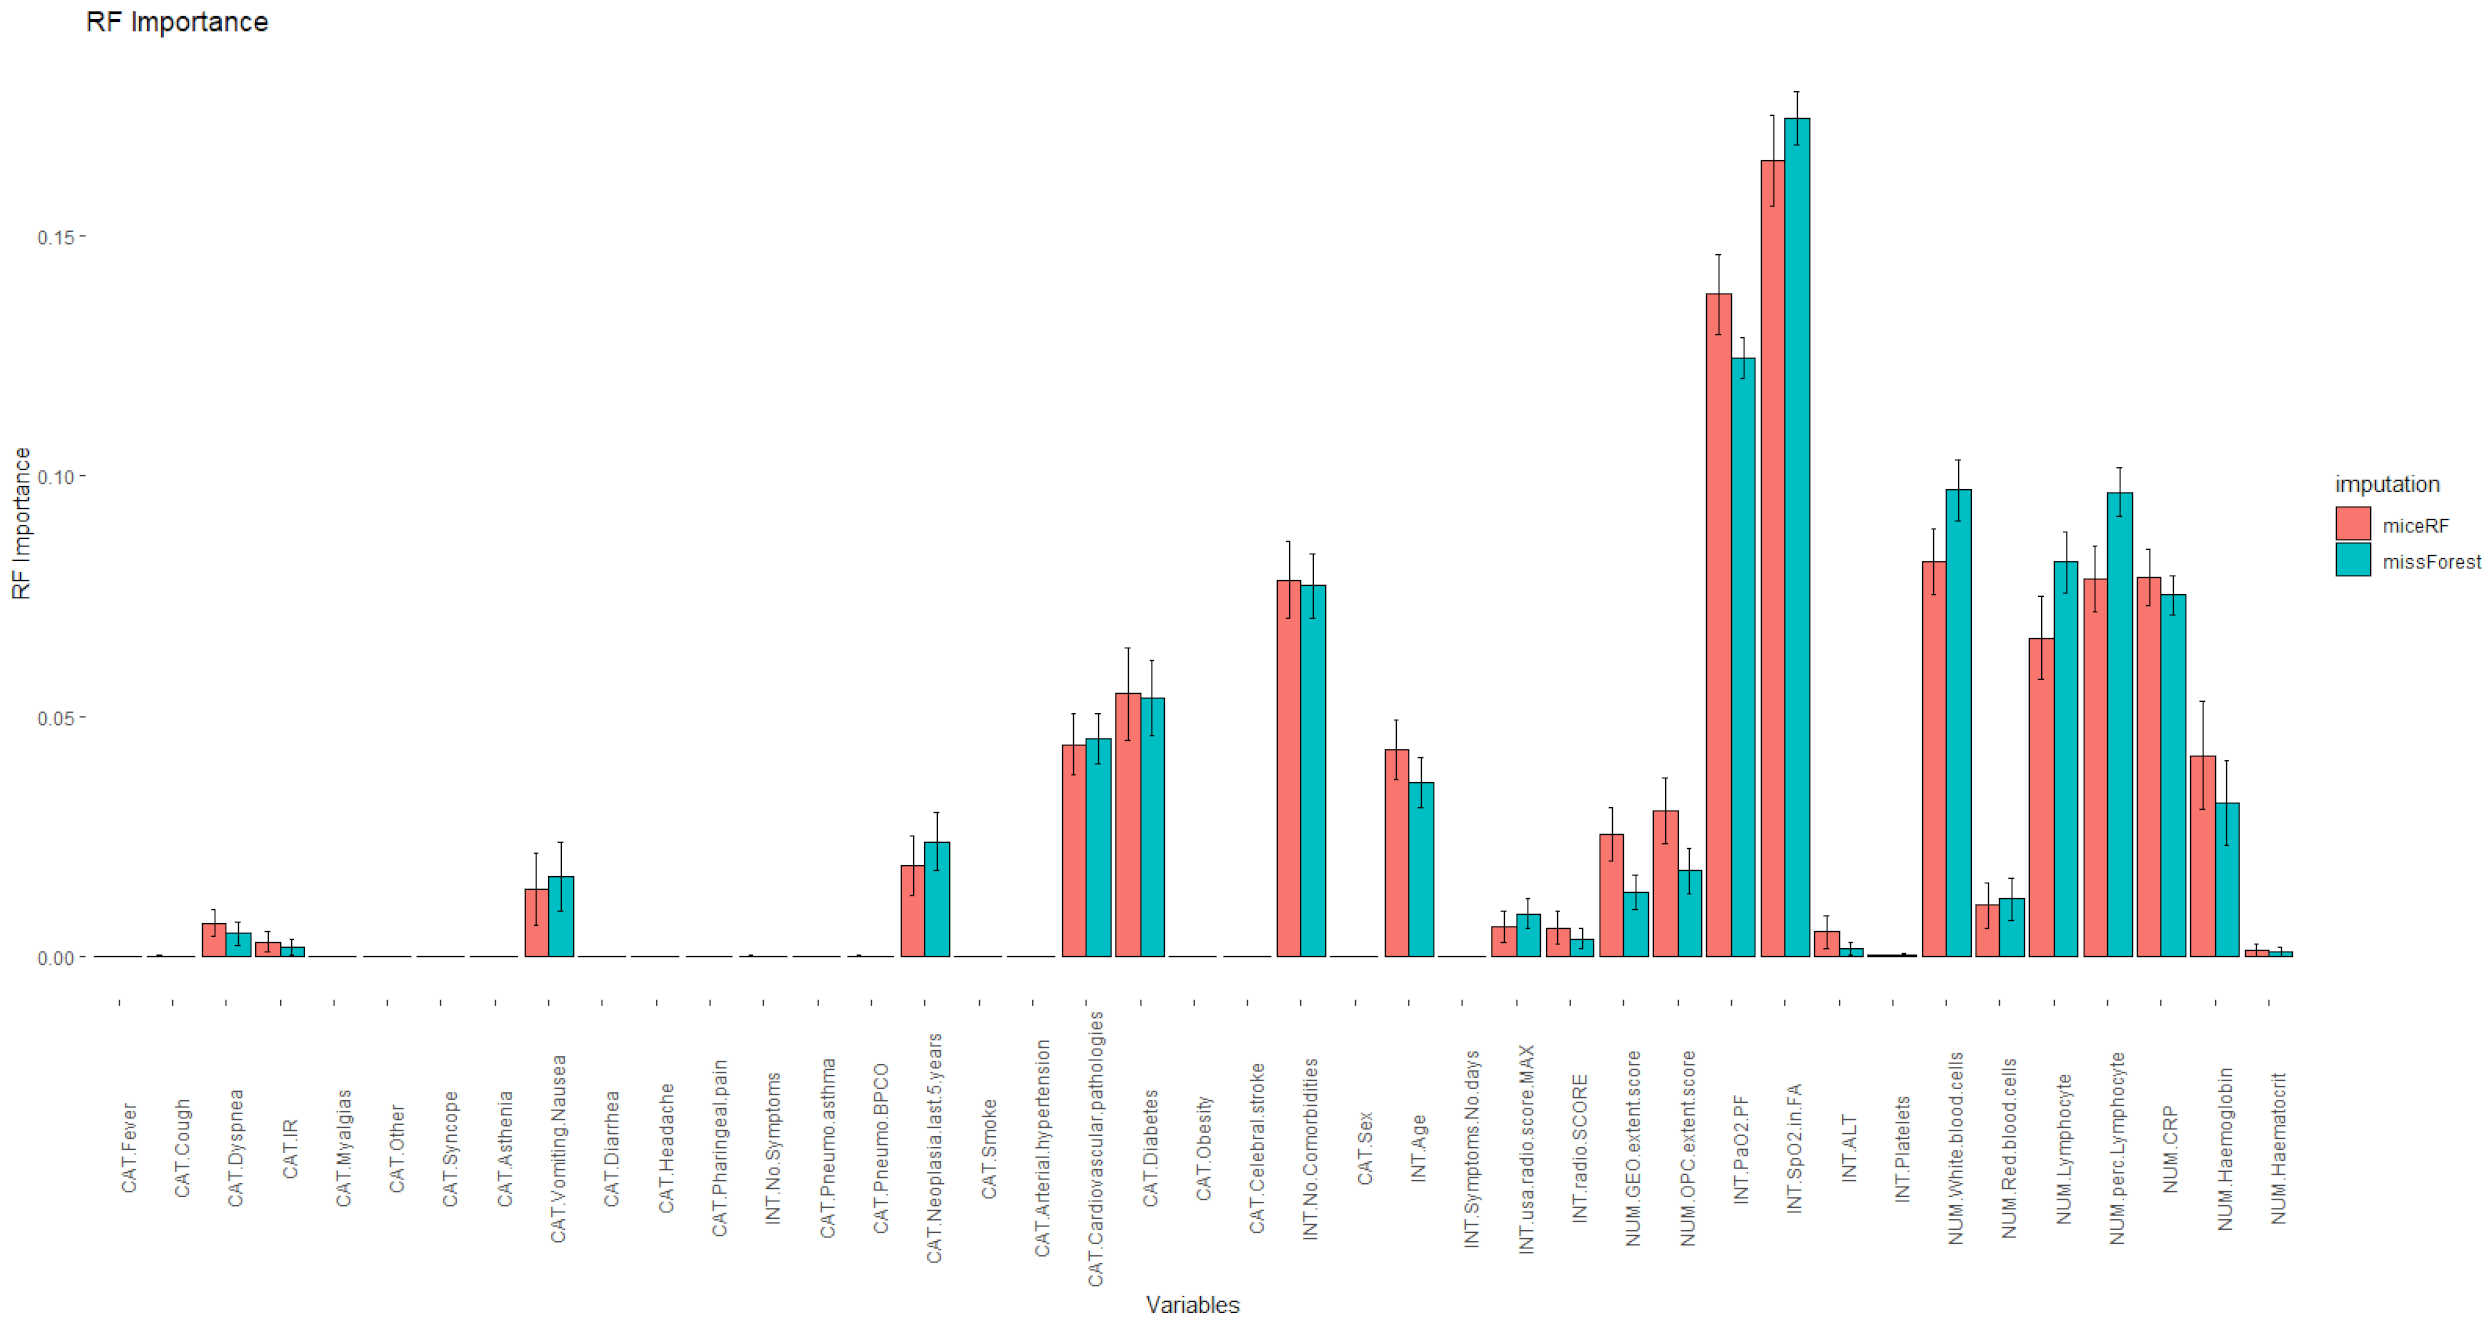 RF Importance
RF Importance
0.15
0.10
0.05
0.00
CAT.Fever
CAT.Cough
CAT.Dyspnea
CAT.IR
CAT.Myalgias
CAT.Other
CAT.Syncope
CAT.Asthenia
CAT.Vomiting.Nausea
CAT.Diarrhea
CAT.Headache
CAT.Pharingeal.pain
INT.No.Symptoms
CAT.Pneumo.asthma
CAT.Pneumo.BPCO
CAT.Neoplasia.last.5.years
CAT.Smoke
CAT.Arterial.hypertension
CAT.Cardiovascular.pathologies
CAT.Diabetes
CAT.Obesity
CAT.Celebral.stroke
INT.No.Comorbidities
CAT.Sex
INT.Age
INT.Symptoms.No.days
INT.usa.radio.score.MAX
INT.radio.SCORE
NUM.GEO.extent.score
NUM.OPC.extent.score
INT.PaO2.PF
INT.SpO2.in.FA
INT.ALT
INT.Platelets
NUM.White.blood.cells
NUM.Red.blood.cells
NUM.Lymphocyte
NUM.perc.Lymphocyte
NUM.CRP
NUM.Haemoglobin
NUM.Haematocrit
Variables
imputation
miceRF
missForest